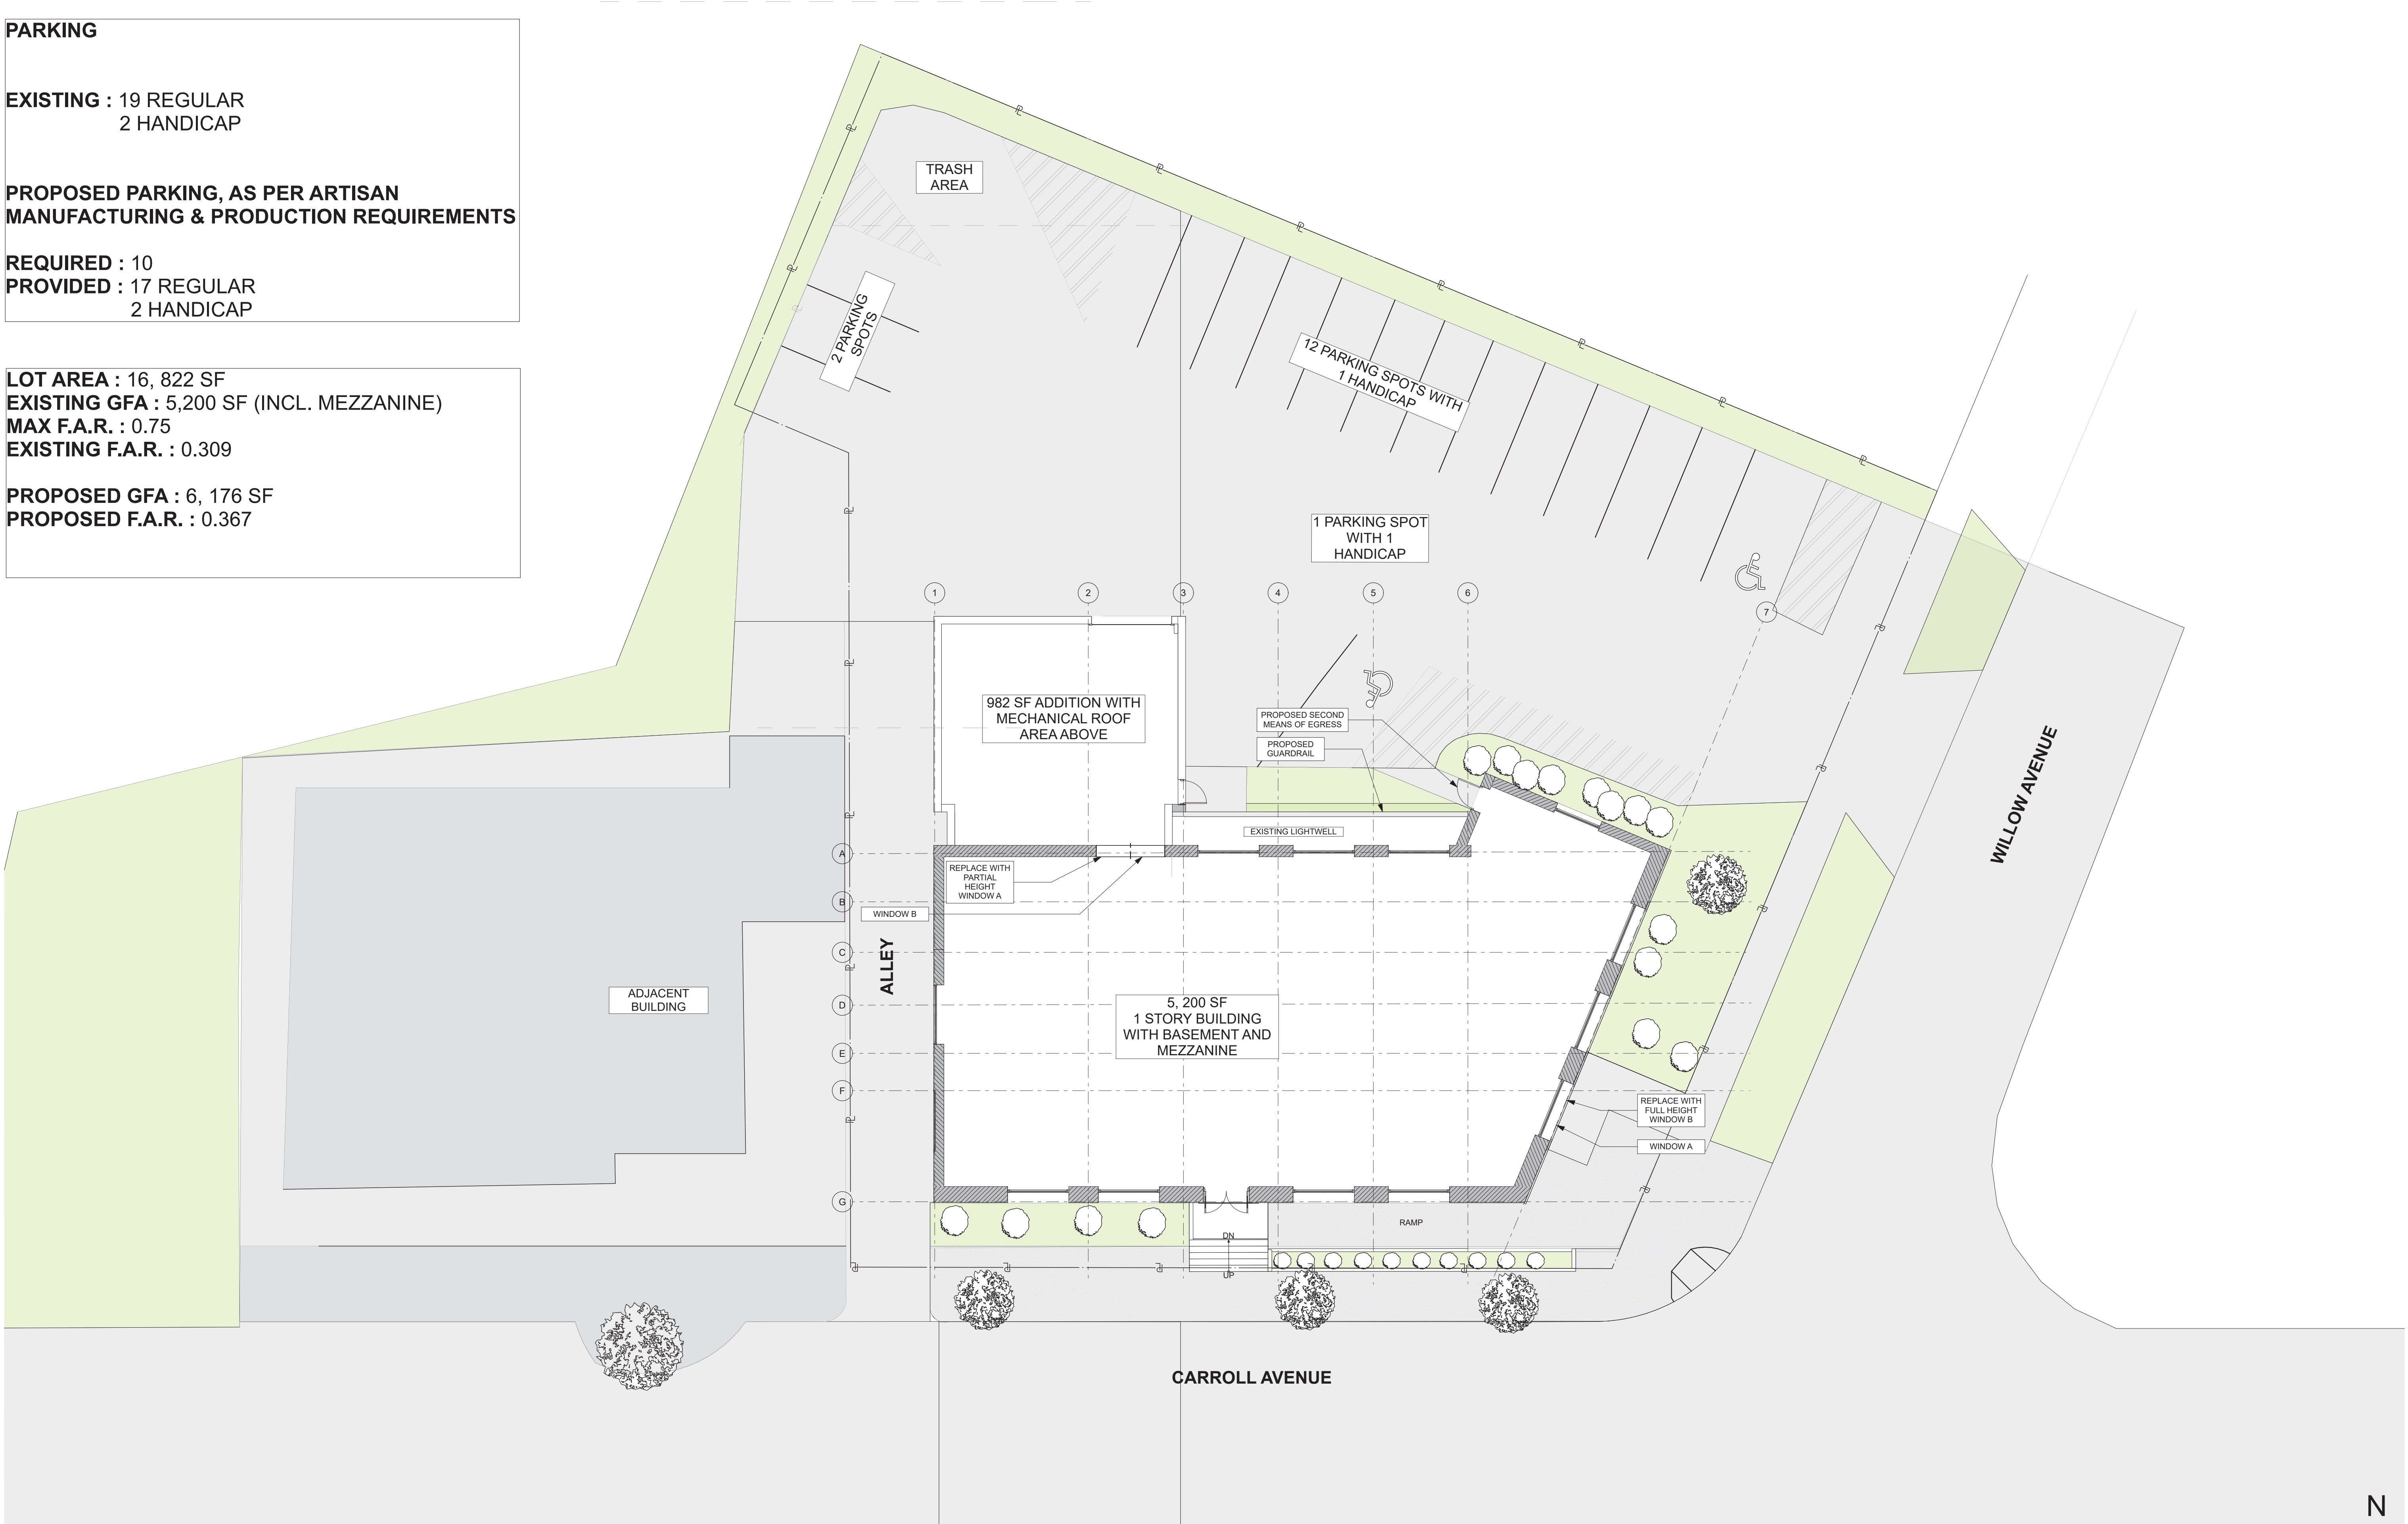 PARKING
EXISTING : 19 REGULAR
2 HANDICAP
PROPOSED PARKING, AS PER ARTISAN
MANUFACTURING & PRODUCTION REQUIREMENTS
REQUIRED : 10
PROVIDED : 17 REGULAR
2 HANDICAP
LOT AREA : 16, 822 SF
EXISTING GFA : 5,200 SF (INCL. MEZZANINE)
MAX F.A.R. : 0.75
EXISTING F.A.R. : 0.309
PROPOSED GFA : 6, 176 SF
PROPOSED F.A.R. : 0.367
TRASH
AREA
2 PARKING
SPOTS
12 PARKING SPOTS WITH
1 HANDICAP
1 PARKING SPOT
WITH 1
HANDICAP
1
2
3
4
5
6
7
982 SF ADDITION WITH
MECHANICAL ROOF
AREA ABOVE
PROPOSED SECOND
MEANS OF EGRESS
PROPOSED
GUARDRAIL
EXISTING LIGHTWELL
WILLOW AVENUE
A
B
C
D
E
F
G
REPLACE WITH
PARTIAL
HEIGHT
WINDOW A
WINDOW B
ALLEY
ADJACENT
BUILDING
5, 200 SF
1 STORY BUILDING
WITH BASEMENT AND
MEZZANINE
REPLACE WITH
FULL HEIGHT
WINDOW B
WINDOW A
RAMP
DN
UP
CARROLL AVENUE
N